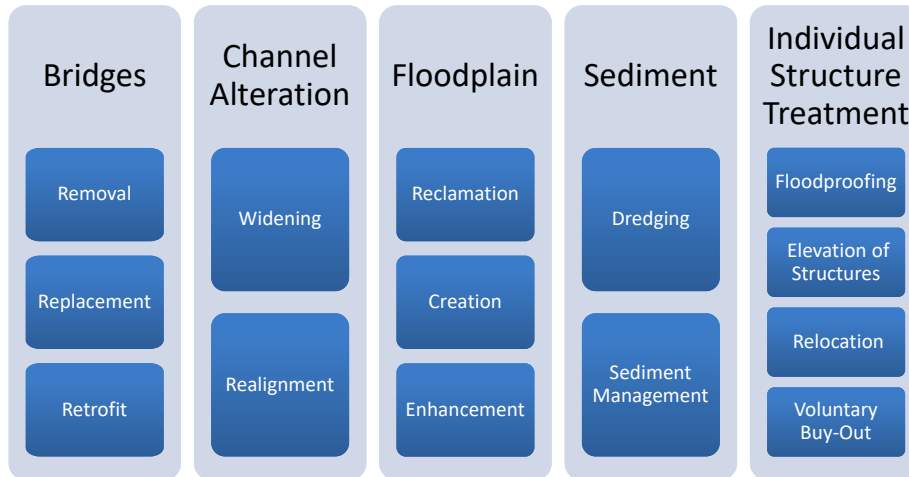 Bridges
Removal
Replacement
Retrofit
Channel
Alteration
Widening
Realignment
Floodplain
Reclamation
Creation
Enhancement
Sediment
Dredging
Sediment
Management
Individual
Structure
Treatment
Floodproofing
Elevation of
Structures
Relocation
Voluntary
Buy-Out